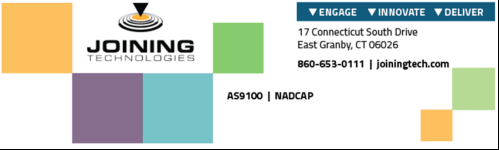 JOINING
TECHNOLOGIES
▼ ENGAGE ▼ INNOVATE ▼ DELIVER
17 Connecticut South Drive
East Granby, CT 06026
860-653-0111 | joiningtech.com
AS9100 | NADCAP